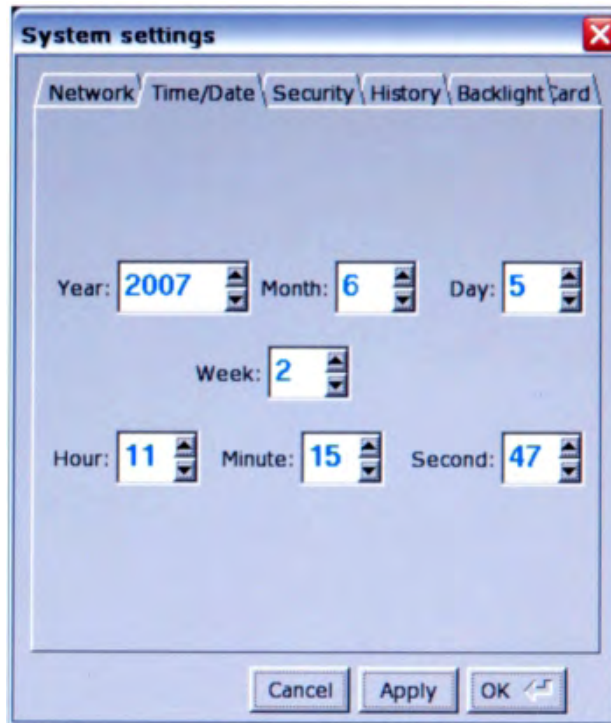 System settings
Network Time/Date Security History Backlight Card
Year: 2007 Month: 6 Day: 5
Week: 2
Hour: 11 Minute: 15 Second: 47
Cancel Apply OK